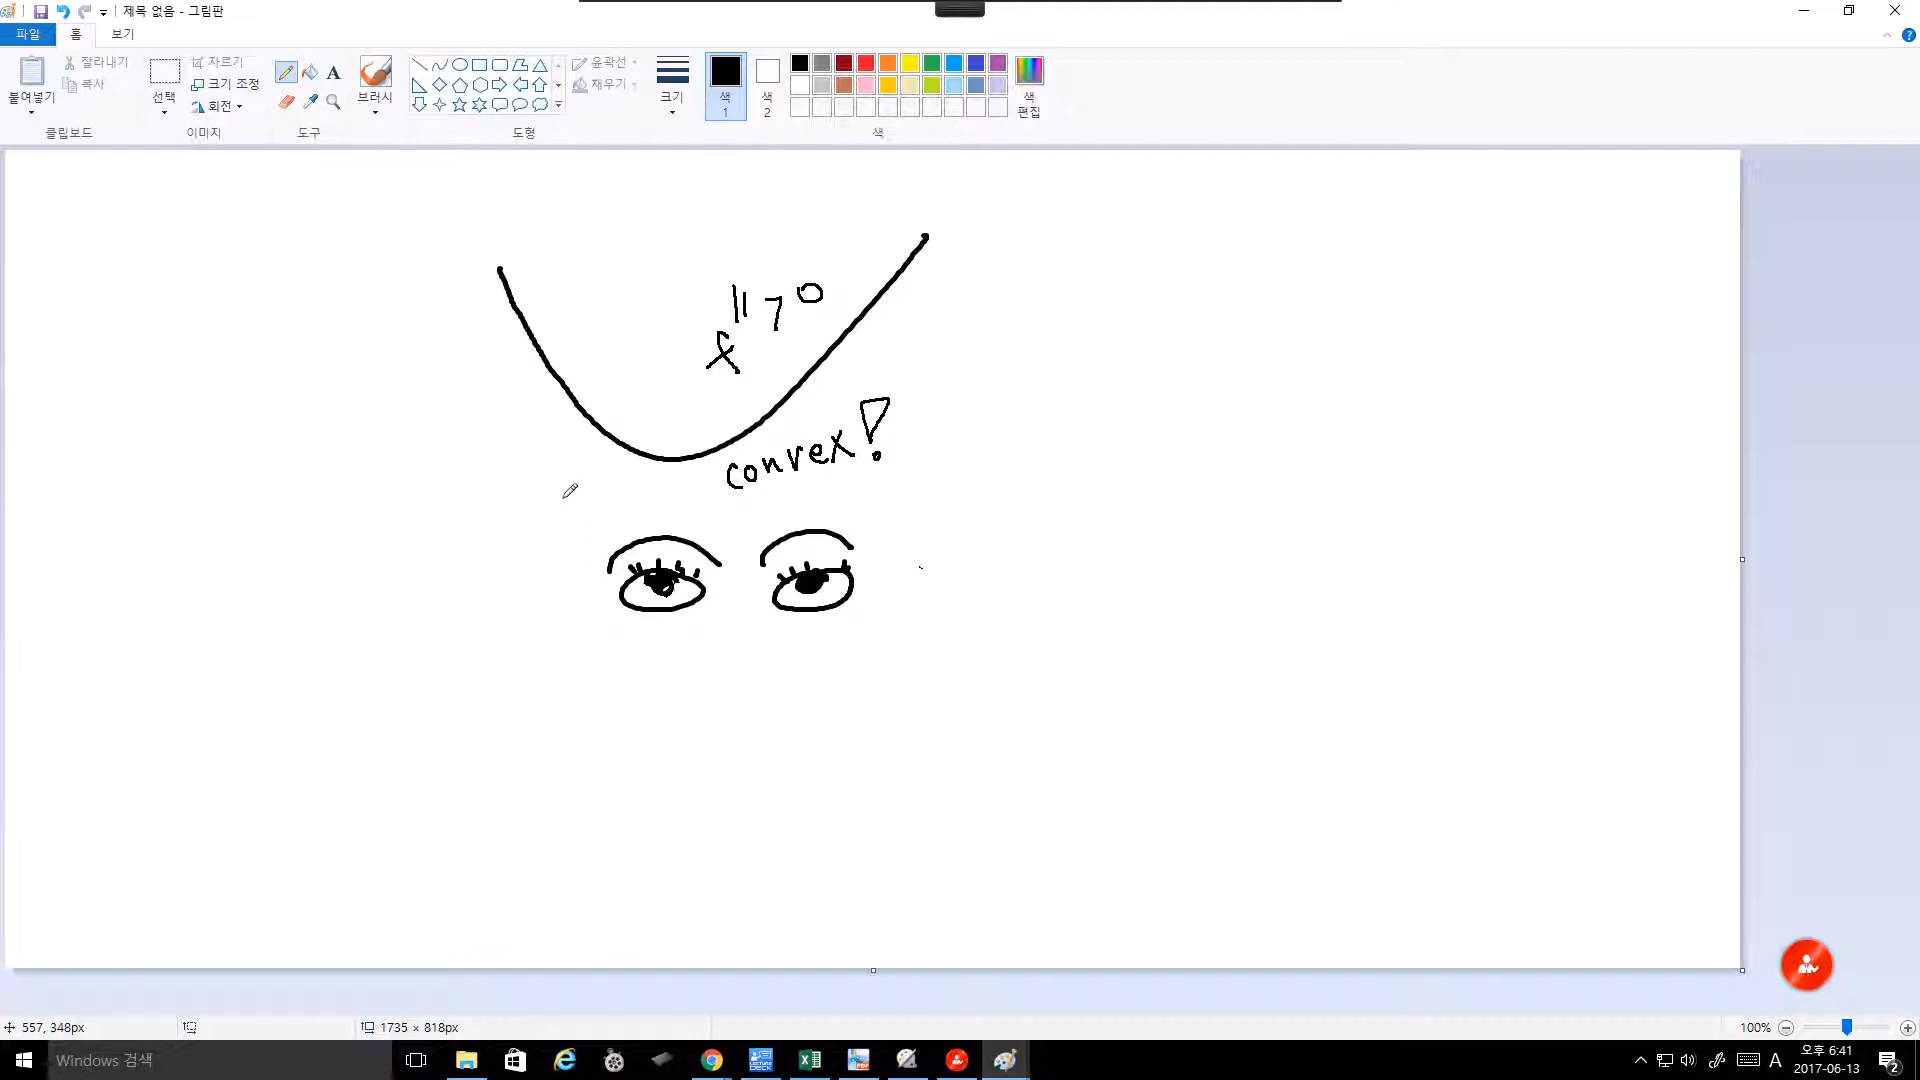 제목 없음 - 그림판
파일
홈
보기
붙여넣기
잘라내기
복사
클립보드
선택
자르기
크기 조정
회전
이미지
A
도구
브러시
도형
윤곽선
채우기
크기
색
1
색
2
색
색
편집
f''>0
convex!
557, 348px
1735 × 818px
100%
Windows 검색
A
오후 6:41
2017-06-13
2